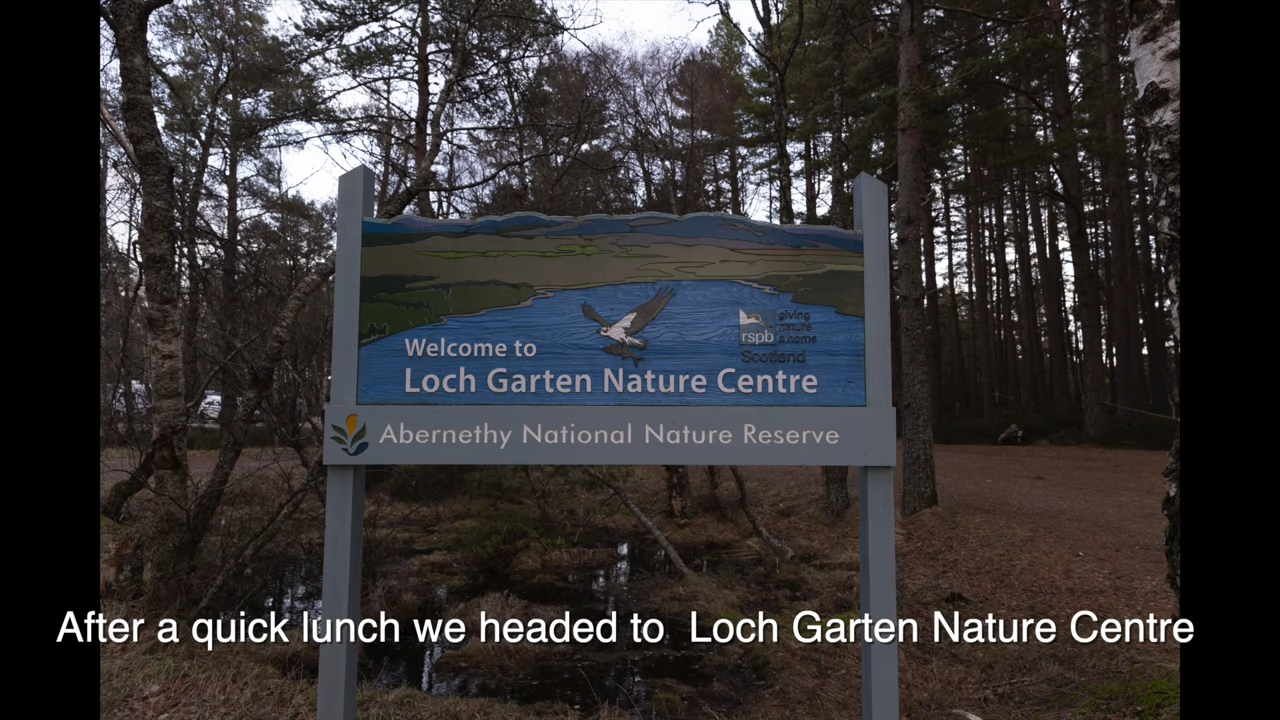 giving
nature
a home
rspb
Scotland
Welcome to
Loch Garten Nature Centre
Abernethy National Nature Reserve
After a quick lunch we headed to Loch Garten Nature Centre